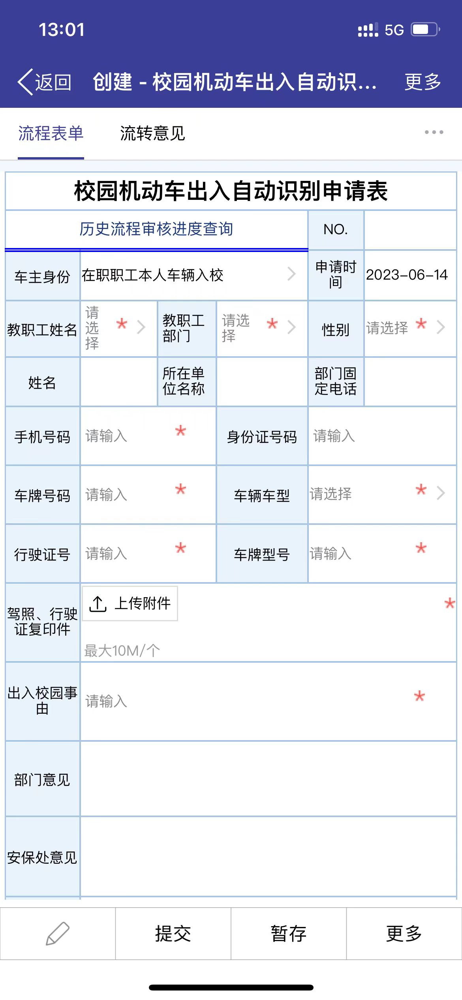 13:01
5G
返回
创建 - 校园机动车出入自动识...
更多
流程表单
流转意见
校园机动车出入自动识别申请表
历史流程审核进度查询
NO.
车主身份
在职职工本人车辆入校
申请时
间
2023-06-14
教职工姓名
请
选
择
*
教职工
部门
请选
择
*
性别
请选择
*
姓名
所在单
位名称
部门固
定电话
手机号码
请输入
*
身份证号码
请输入
车牌号码
请输入
*
车辆车型
请选择
*
行驶证号
请输入
*
车牌型号
请输入
*
驾照、行驶
证复印件
上传附件
*
最大10M/个
出入校园事
由
请输入
*
部门意见
安保处意见
提交
暂存
更多